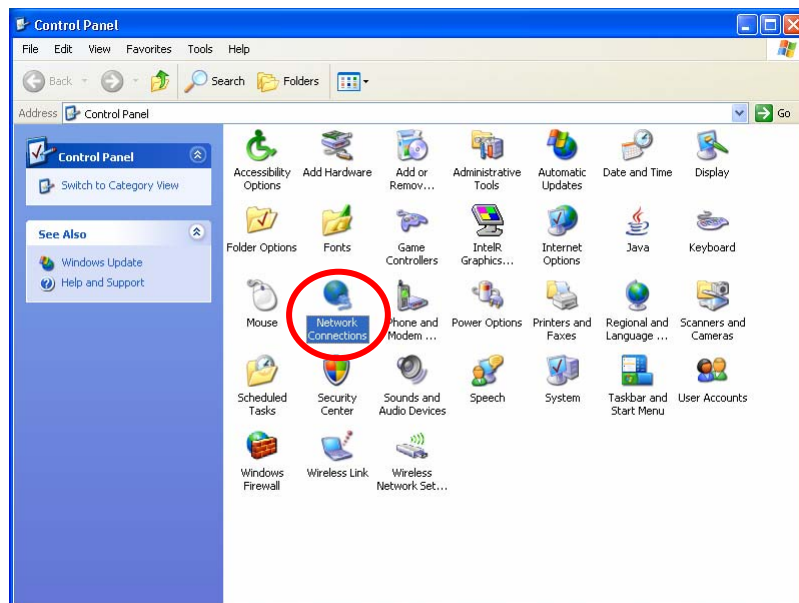 Control Panel
File Edit View Favorites Tools Help
Back Search Folders
Address Control Panel Go
Control Panel
Switch to Category View
See Also
Windows Update
Help and Support
Accessibility Options
Add Hardware
Add or Remov...
Administrative Tools
Automatic Updates
Date and Time
Display
Folder Options
Fonts
Game Controllers
IntelR Graphics...
Internet Options
Java
Keyboard
Mouse
Network Connections
Phone and Modem ...
Power Options
Printers and Faxes
Regional and Language ...
Scanners and Cameras
Scheduled Tasks
Security Center
Sounds and Audio Devices
Speech
System
Taskbar and Start Menu
User Accounts
Windows Firewall
Wireless Link
Wireless Network Set...